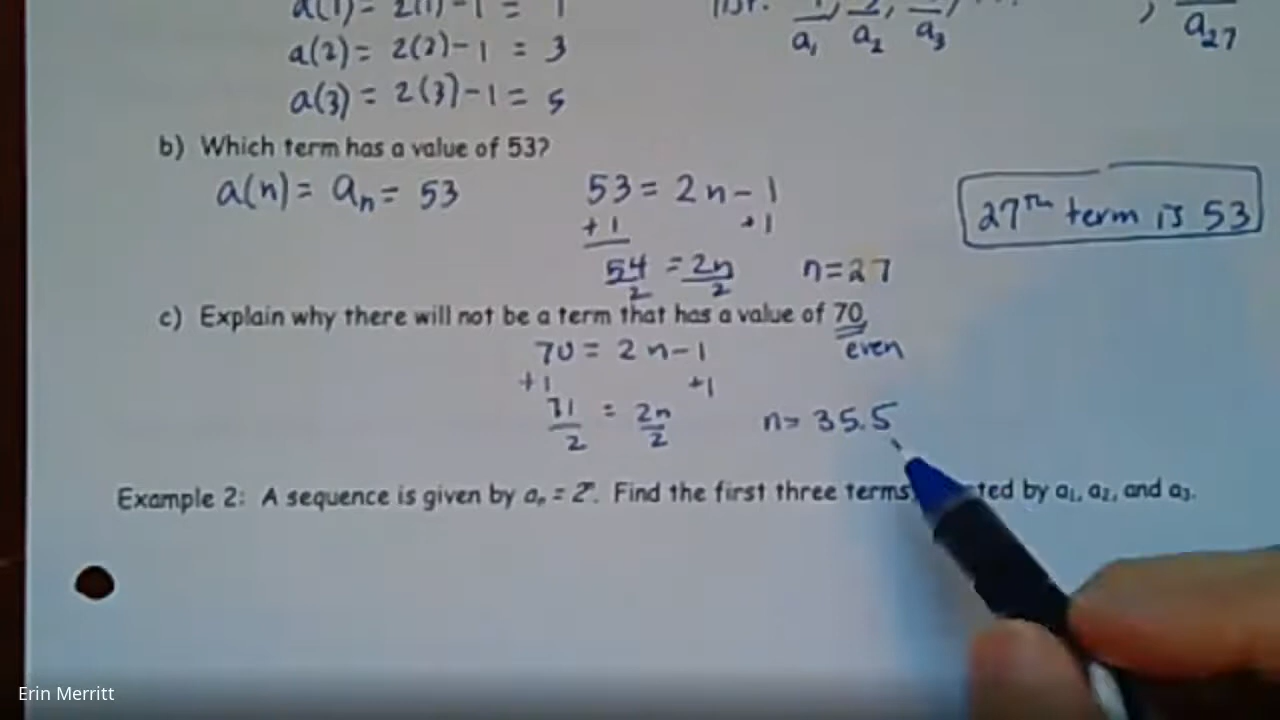 a(1) = 2(1)-1 = 1
list:
a₁, a₂, a₃, ... , a₂₇
a(2) = 2(2)-1 = 3
a(3) = 2(3)-1 = 5
b) Which term has a value of 53?
a(n) = aₙ = 53
53 = 2n-1
+1 +1
54/2 = 2n/2 n=27
27ᵗʰ term is 53
c) Explain why there will not be a term that has a value of 70.
even
70 = 2n-1
+1 +1
71/2 = 2n/2 n= 35.5
Example 2: A sequence is given by aₙ = 2ⁿ. Find the first three terms, by a₁, a₂, and a₃.
Erin Merritt